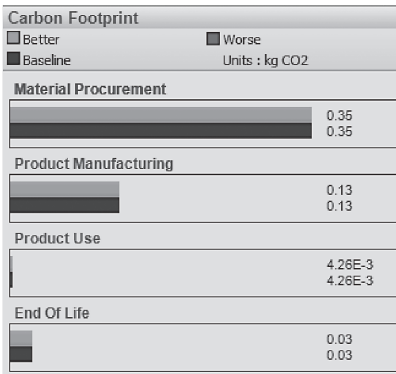 Carbon Footprint
Better Worse
Baseline Units : kg CO2
Material Procurement
0.35
0.35
Product Manufacturing
0.13
0.13
Product Use
4.26E-3
4.26E-3
End Of Life
0.03
0.03